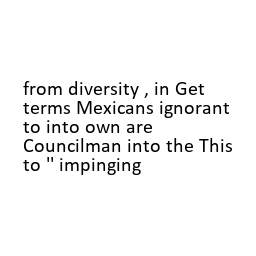 from diversity , in Get
terms Mexicans ignorant
to into own are
Councilman into the This
to " impinging